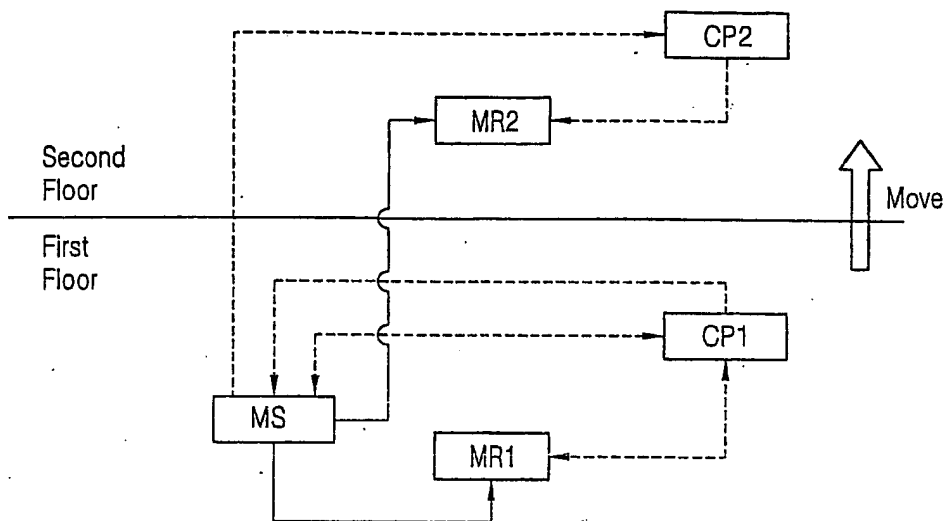 CP2
MR2
Second
Floor
Move
First
Floor
CP1
MS
MR1